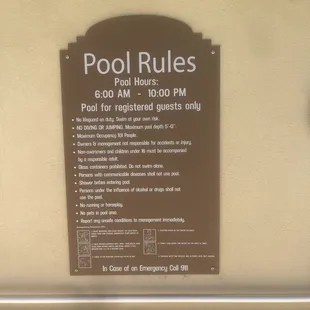 Pool Rules
Pool Hours:
6:00 AM - 10:00 PM
Pool for registered guests only
• No lifeguard on duty. Swim at your own risk.
• NO DIVING OR JUMPING. Maximum pool depth 5'-0"
• Maximum Occupancy 101 People.
• Owners & management not responsible for accidents or injury.
• Non-swimmers and children under 16 must be accompanied
by a responsible adult.
• Glass containers prohibited. Do not swim alone.
• Persons with communicable diseases shall not use pool.
• Shower before entering pool.
• Persons under the influence of alcohol or drugs shall not
use the pool.
• No running or horseplay.
• No pets in pool area.
• Report any unsafe conditions to management immediately.
In Case of an Emergency Call 911